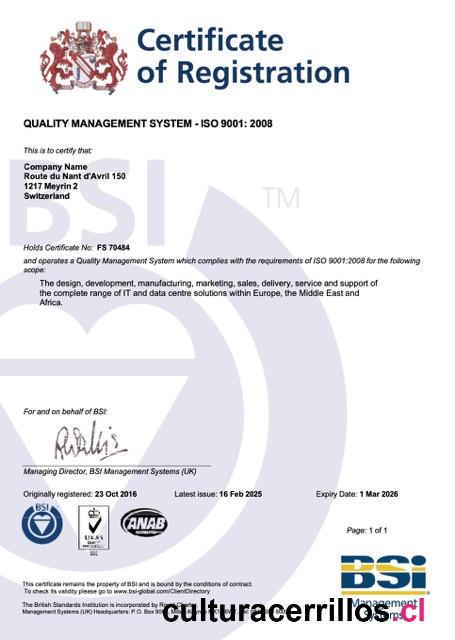 Certificate
of Registration
QUALITY MANAGEMENT SYSTEM - ISO 9001: 2008
This is to certify that:
Company Name
Route du Nant d'Avril 150
1217 Meyrin 2
Switzerland
BSI
TM
Holds Certificate No: FS 70484
and operates a Quality Management System which complies with the requirements of ISO 9001:2008 for the following
scope:
The design, development, manufacturing, marketing, sales, delivery, service and support of
the complete range of IT and data centre solutions within Europe, the Middle East and
Africa.
For and on behalf of BSI:
Managing Director, BSI Management Systems (UK)
Originally registered: 23 Oct 2016
Latest issue: 16 Feb 2025
Expiry Date: 1 Mar 2026
BSI
UKAS
ANAB
Page: 1 of 1
BSi
Management
Systems
This certificate remains the property of BSI and is bound by the conditions of contract.
To check its validity please go to www.bsi-global.com/ClientDirectory
The British Standards Institution is incorporated by Royal Charter.
Management Systems (UK) Headquarters: P.O. Box
culturacerrillos.cl